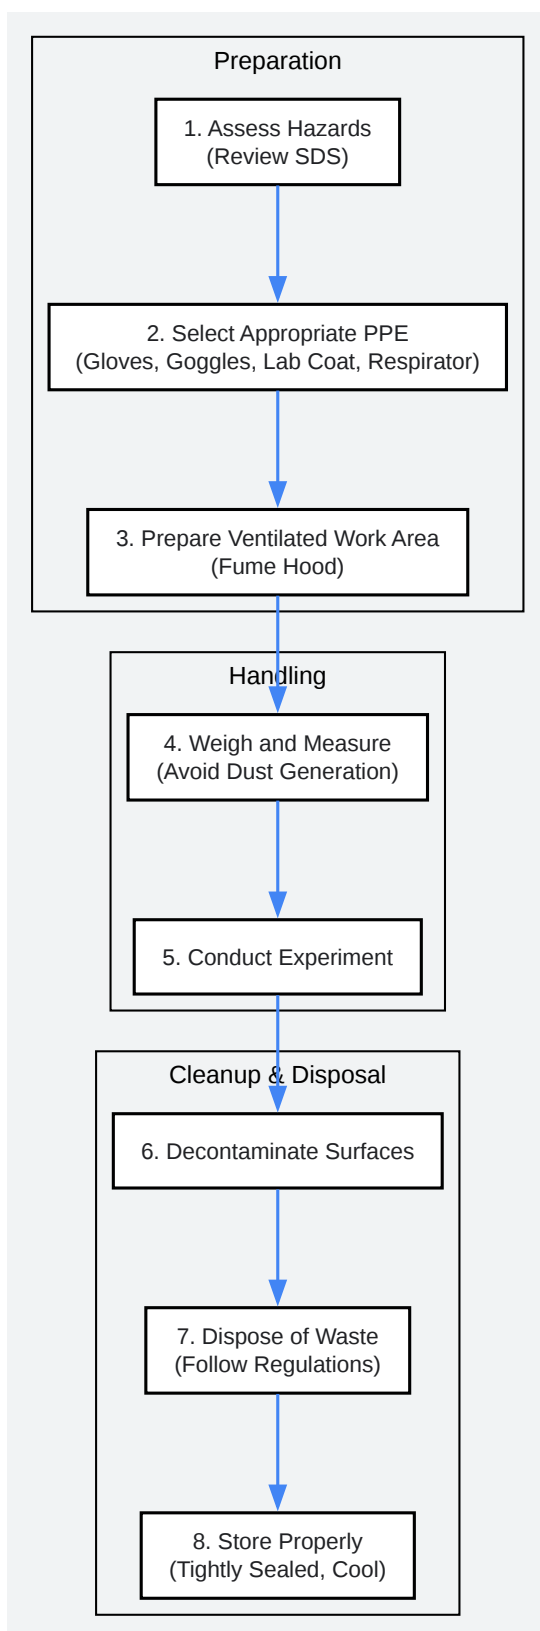 Preparation
1. Assess Hazards
(Review SDS)
2. Select Appropriate PPE
(Gloves, Goggles, Lab Coat, Respirator)
3. Prepare Ventilated Work Area
(Fume Hood)
Handling
4. Weigh and Measure
(Avoid Dust Generation)
5. Conduct Experiment
Cleanup & Disposal
6. Decontaminate Surfaces
7. Dispose of Waste
(Follow Regulations)
8. Store Properly
(Tightly Sealed, Cool)